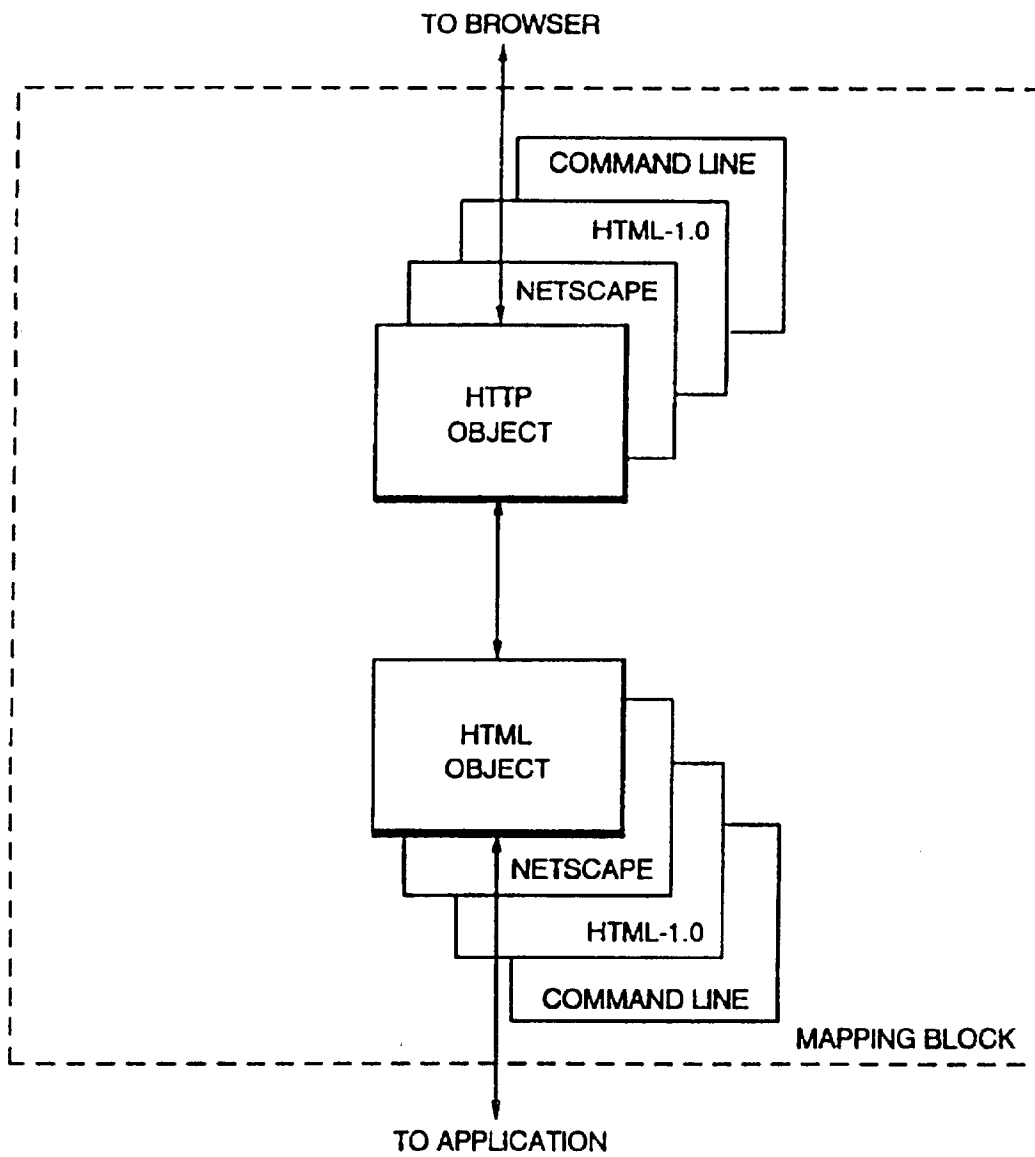 TO BROWSER
COMMAND LINE
HTML-1.0
NETSCAPE
HTTP
OBJECT
HTML
OBJECT
NETSCAPE
HTML-1.0
COMMAND LINE
MAPPING BLOCK
TO APPLICATION